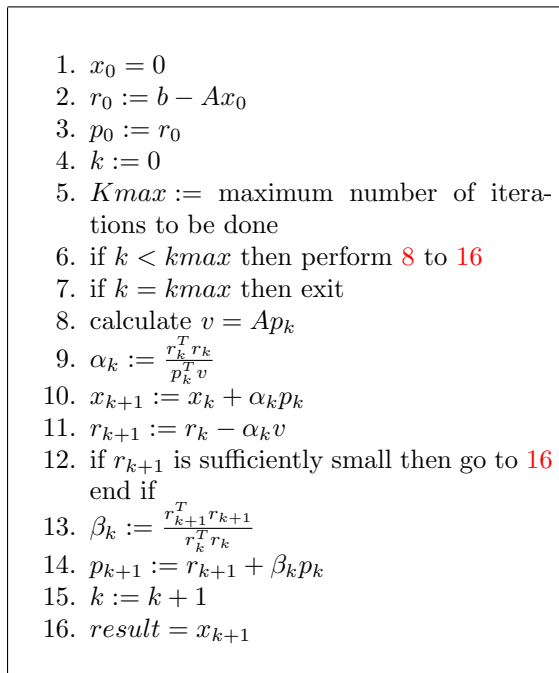 1. x_0 = 0
2. r_0 := b − Ax_0
3. p_0 := r_0
4. k := 0
5. Kmax := maximum number of itera-
tions to be done
6. if k < kmax then perform 8 to 16
7. if k = kmax then exit
8. calculate v = Ap_k
9. α_k := \frac{r_k^T r_k}{p_k^T v}
10. x_{k+1} := x_k + α_k p_k
11. r_{k+1} := r_k − α_k v
12. if r_{k+1} is sufficiently small then go to 16
end if
13. β_k := \frac{r_{k+1}^T r_{k+1}}{r_k^T r_k}
14. p_{k+1} := r_{k+1} + β_k p_k
15. k := k + 1
16. result = x_{k+1}